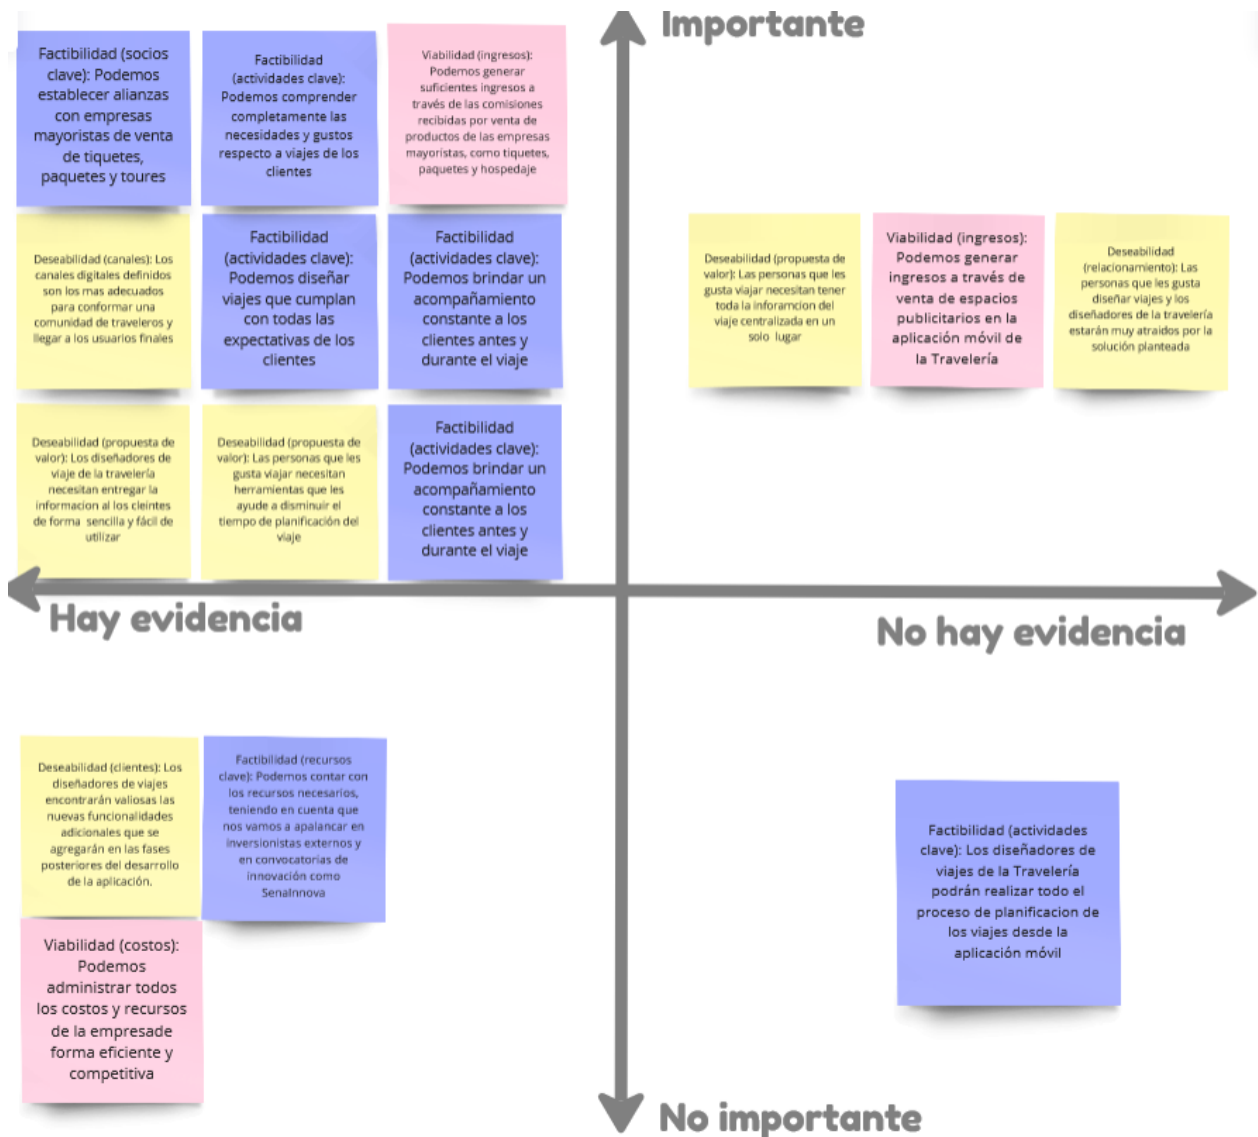 Importante
Factibilidad (socios
clave): Podemos
establecer alianzas
con empresas
mayoristas de venta
de tiquetes,
paquetes y toures
Factibilidad
(actividades clave):
Podemos comprender
completamente las
necesidades y gustos
respecto a viajes de los
clientes
Viabilidad (ingresos):
Podemos generar
suficientes ingresos a
través de las comisiones
recibidas por venta de
productos de las empresas
mayoristas, como tiquetes,
paquetes y hospedaje
Deseabilidad (canales): Los
canales digitales definidos
son los mas adecuados
para conformar una
comunidad de traveleros y
llegar a los usuarios finales
Factibilidad
(actividades clave):
Podemos diseñar
viajes que cumplan
con todas las
expectativas de los
clientes
Factibilidad
(actividades clave):
Podemos brindar un
acompañamiento
constante a los
clientes antes y
durante el viaje
Deseabilidad (propuesta de
valor): Las personas que les
gusta viajar necesitan tener
toda la inforamcion del
viaje centralizada en un
solo lugar
Viabilidad (ingresos):
Podemos generar
ingresos a través de
venta de espacios
publicitarios en la
aplicación móvil de
la Travelería
Deseabilidad
(relacionamiento): Las
personas que les gusta
diseñar viajes y los
diseñadores de la travelería
estarán muy atraidos por la
solución planteada
Deseabilidad (propuesta de
valor): Los diseñadores de
viaje de la travelería
necesitan entregar la
informacion al los cleintes
de forma sencilla y fácil de
utilizar
Deseabilidad (propuesta de
valor): Las personas que les
gusta viajar necesitan
herramientas que les
ayude a disminuir el
tiempo de planificación del
viaje
Factibilidad
(actividades clave):
Podemos brindar un
acompañamiento
constante a los
clientes antes y
durante el viaje
Hay evidencia
No hay evidencia
Deseabilidad (clientes): Los
diseñadores de viajes
encontrarán valiosas las
nuevas funcionalidades
adicionales que se
agregarán en las fases
posteriores del desarrollo
de la aplicación.
Factibilidad (recursos
clave): Podemos contar con
los recursos necesarios,
teniendo en cuenta que
nos vamos a apalancar en
inversionistas externos y
en convocatorias de
innovación como
SenaInnova
Viabilidad (costos):
Podemos
administrar todos
los costos y recursos
de la empresade
forma eficiente y
competitiva
Factibilidad (actividades
clave): Los diseñadores de
viajes de la Travelería
podrán realizar todo el
proceso de planificacion de
los viajes desde la
aplicación móvil
No importante